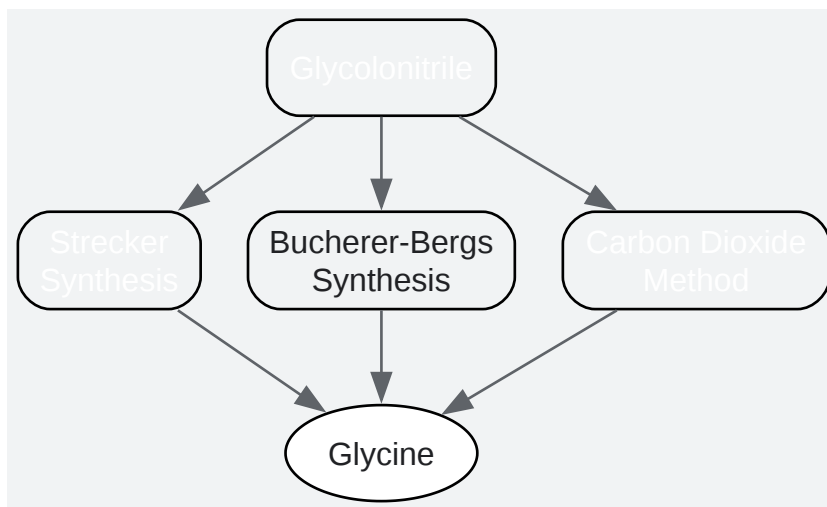 Glycolonitrile
Strecker
Synthesis
Bucherer-Bergs
Synthesis
Carbon Dioxide
Method
Glycine